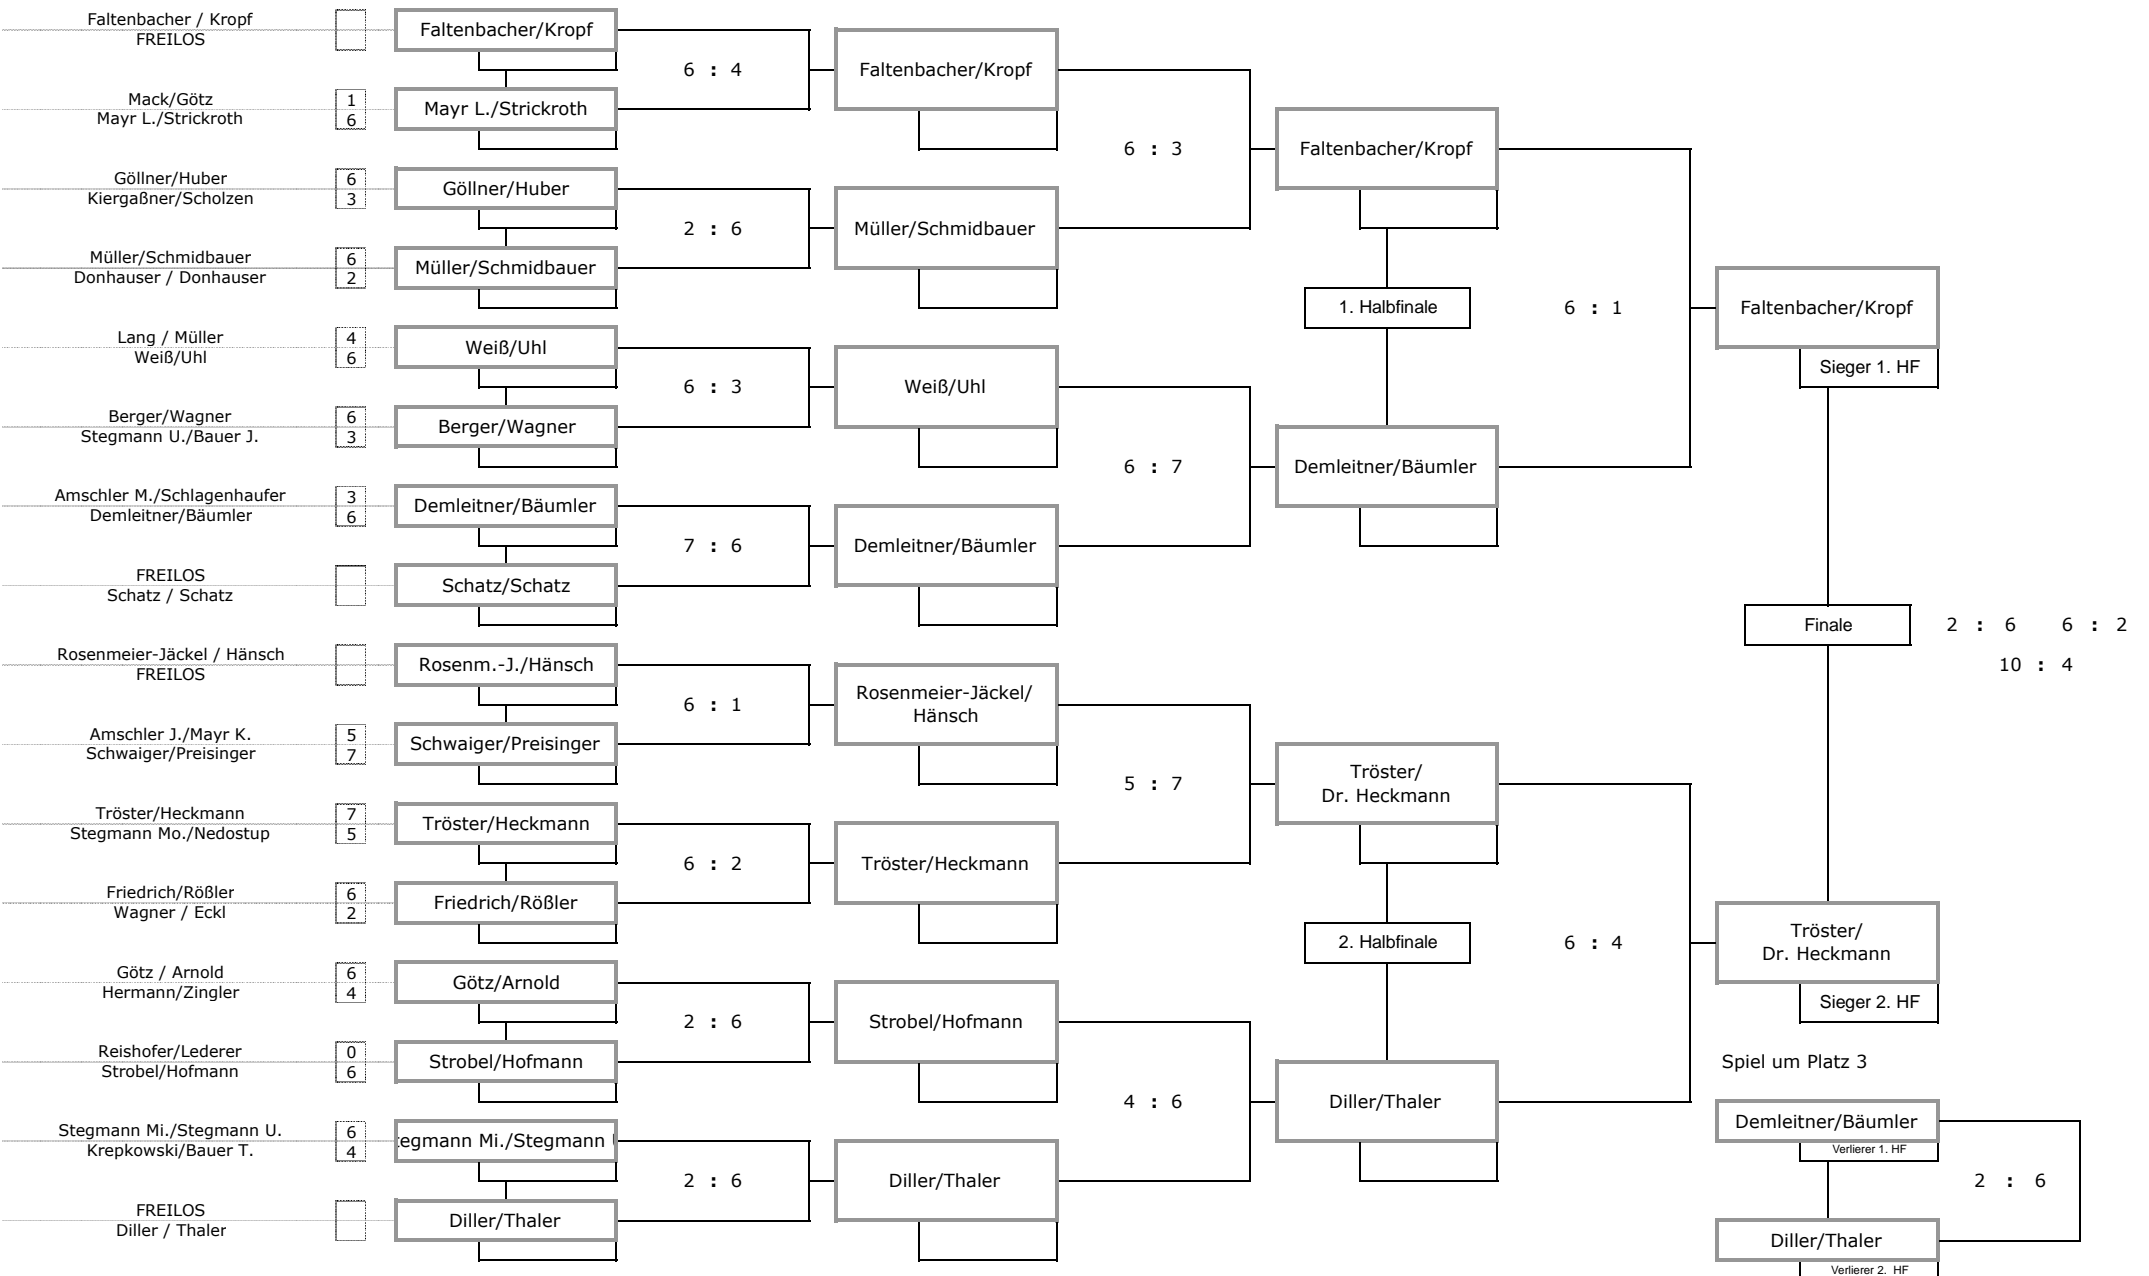 Faltenbacher / Kropf
FREILOS
Mack/Götz 1
Mayr L./Strickroth 6
Göllner/Huber 6
Kiergaßner/Scholzen 3
Müller/Schmidbauer 6
Donhauser / Donhauser 2
Lang / Müller 4
Weiß/Uhl 6
Berger/Wagner 6
Stegmann U./Bauer J. 3
Amschler M./Schlagenhaufer 3
Demleitner/Bäumler 6
FREILOS
Schatz / Schatz
Rosenmeier-Jäckel / Hänsch
FREILOS
Amschler J./Mayr K. 5
Schwaiger/Preisinger 7
Tröster/Heckmann 7
Stegmann Mo./Nedostup 5
Friedrich/Rößler 6
Wagner / Eckl 2
Götz / Arnold 6
Hermann/Zingler 4
Reishofer/Lederer 0
Strobel/Hofmann 6
Stegmann Mi./Stegmann U. 6
Krepkowski/Bauer T. 4
FREILOS
Diller / Thaler
Faltenbacher/Kropf
6 : 4
Mayr L./Strickroth
Göllner/Huber
2 : 6
Müller/Schmidbauer
Weiß/Uhl
6 : 3
Berger/Wagner
Demleitner/Bäumler
7 : 6
Schatz/Schatz
Rosenm.-J./Hänsch
6 : 1
Schwaiger/Preisinger
Tröster/Heckmann
6 : 2
Friedrich/Rößler
Götz/Arnold
2 : 6
Strobel/Hofmann
tegmann Mi./Stegmann
2 : 6
Diller/Thaler
Faltenbacher/Kropf
6 : 3
Müller/Schmidbauer
Weiß/Uhl
6 : 7
Demleitner/Bäumler
Rosenmeier-Jäckel/
Hänsch
5 : 7
Tröster/Heckmann
Strobel/Hofmann
4 : 6
Diller/Thaler
Faltenbacher/Kropf
1. Halbfinale
6 : 1
Demleitner/Bäumler
Tröster/
Dr. Heckmann
2. Halbfinale
6 : 4
Diller/Thaler
Faltenbacher/Kropf
Sieger 1. HF
Finale
2 : 6 6 : 2
10 : 4
Tröster/
Dr. Heckmann
Sieger 2. HF
Spiel um Platz 3
Demleitner/Bäumler
Verlierer 1. HF
2 : 6
Diller/Thaler
Verlierer 2. HF